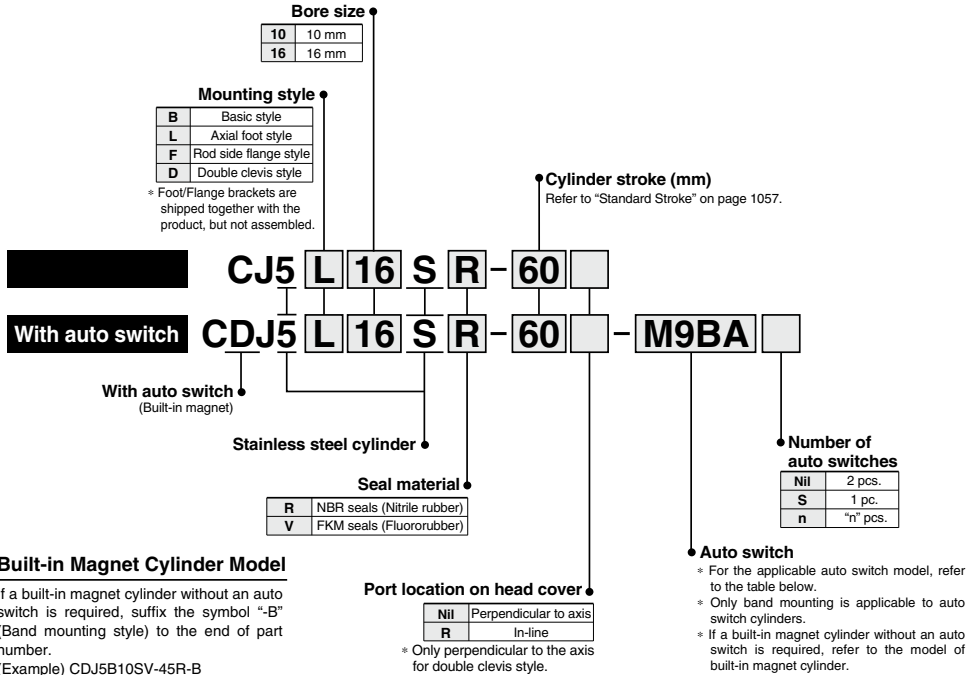 Bore size
10 10 mm
16 16 mm
Mounting style
B Basic style
L Axial foot style
F Rod side flange style
D Double clevis style
* Foot/Flange brackets are
shipped together with the
product, but not assembled.
Cylinder stroke (mm)
Refer to “Standard Stroke” on page 1057.
CJ5 L 16 S R - 60
With auto switch CDJ5 L 16 S R - 60 - M9BA
With auto switch
(Built-in magnet)
Stainless steel cylinder
Seal material
R NBR seals (Nitrile rubber)
V FKM seals (Fluororubber)
Number of
auto switches
Nil 2 pcs.
S 1 pc.
n “n” pcs.
Built-in Magnet Cylinder Model
If a built-in magnet cylinder without an auto
switch is required, suffix the symbol “-B”
(Band mounting style) to the end of part
number.
(Example) CDJ5B10SV-45R-B
Port location on head cover
Nil Perpendicular to axis
R In-line
* Only perpendicular to the axis
for double clevis style.
Auto switch
* For the applicable auto switch model, refer
to the table below.
* Only band mounting is applicable to auto
switch cylinders.
* If a built-in magnet cylinder without an auto
switch is required, refer to the model of
built-in magnet cylinder.